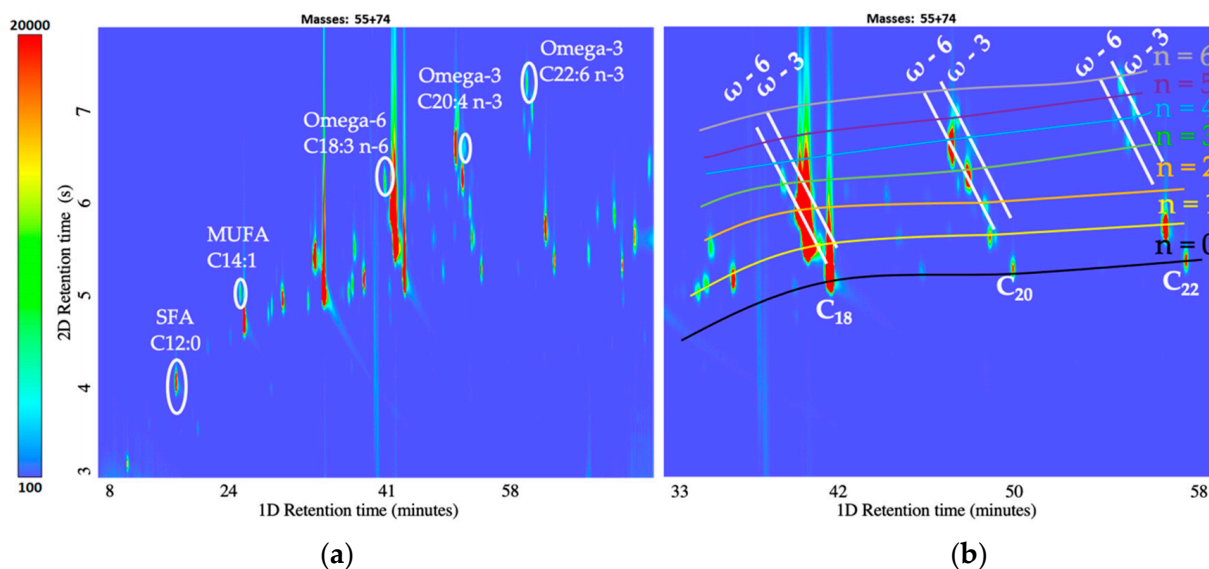 20000
100
Masses: 55+74
Omega-3
C22:6 n-3
Omega-3
C20:4 n-3
Omega-6
C18:3 n-6
MUFA
C14:1
SFA
C12:0
2D Retention time (s)
7
6
5
4
3
8 24 41 58
1D Retention time (minutes)
(a)
Masses: 55+74
ω - 6
ω - 3
ω - 6
ω - 3
ω - 6
ω - 3
n = 6
n = 5
n = 4
n = 3
n = 2
n = 1
n = 0
C18
C20
C22
33 42 50 58
1D Retention time (minutes)
(b)